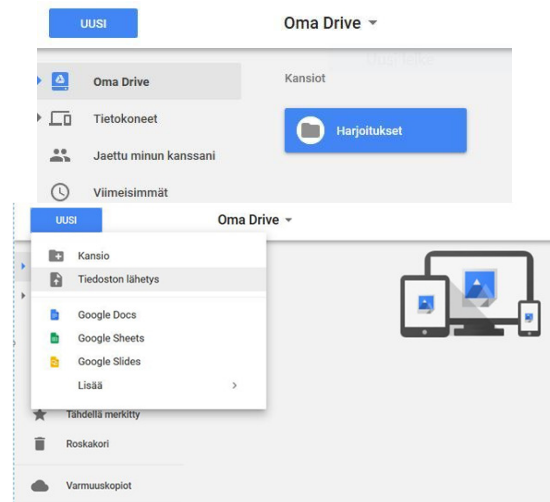 UUSI
Oma Drive
Oma Drive
Kansiot
Tietokoneet
Harjoitukset
Jaettu minun kanssani
Viimeisimmät
UUSI
Oma Drive
Kansio
Tiedoston lähetys
Google Docs
Google Sheets
Google Slides
Lisää
Tähdellä merkitty
Roskakori
Varmuuskopiot